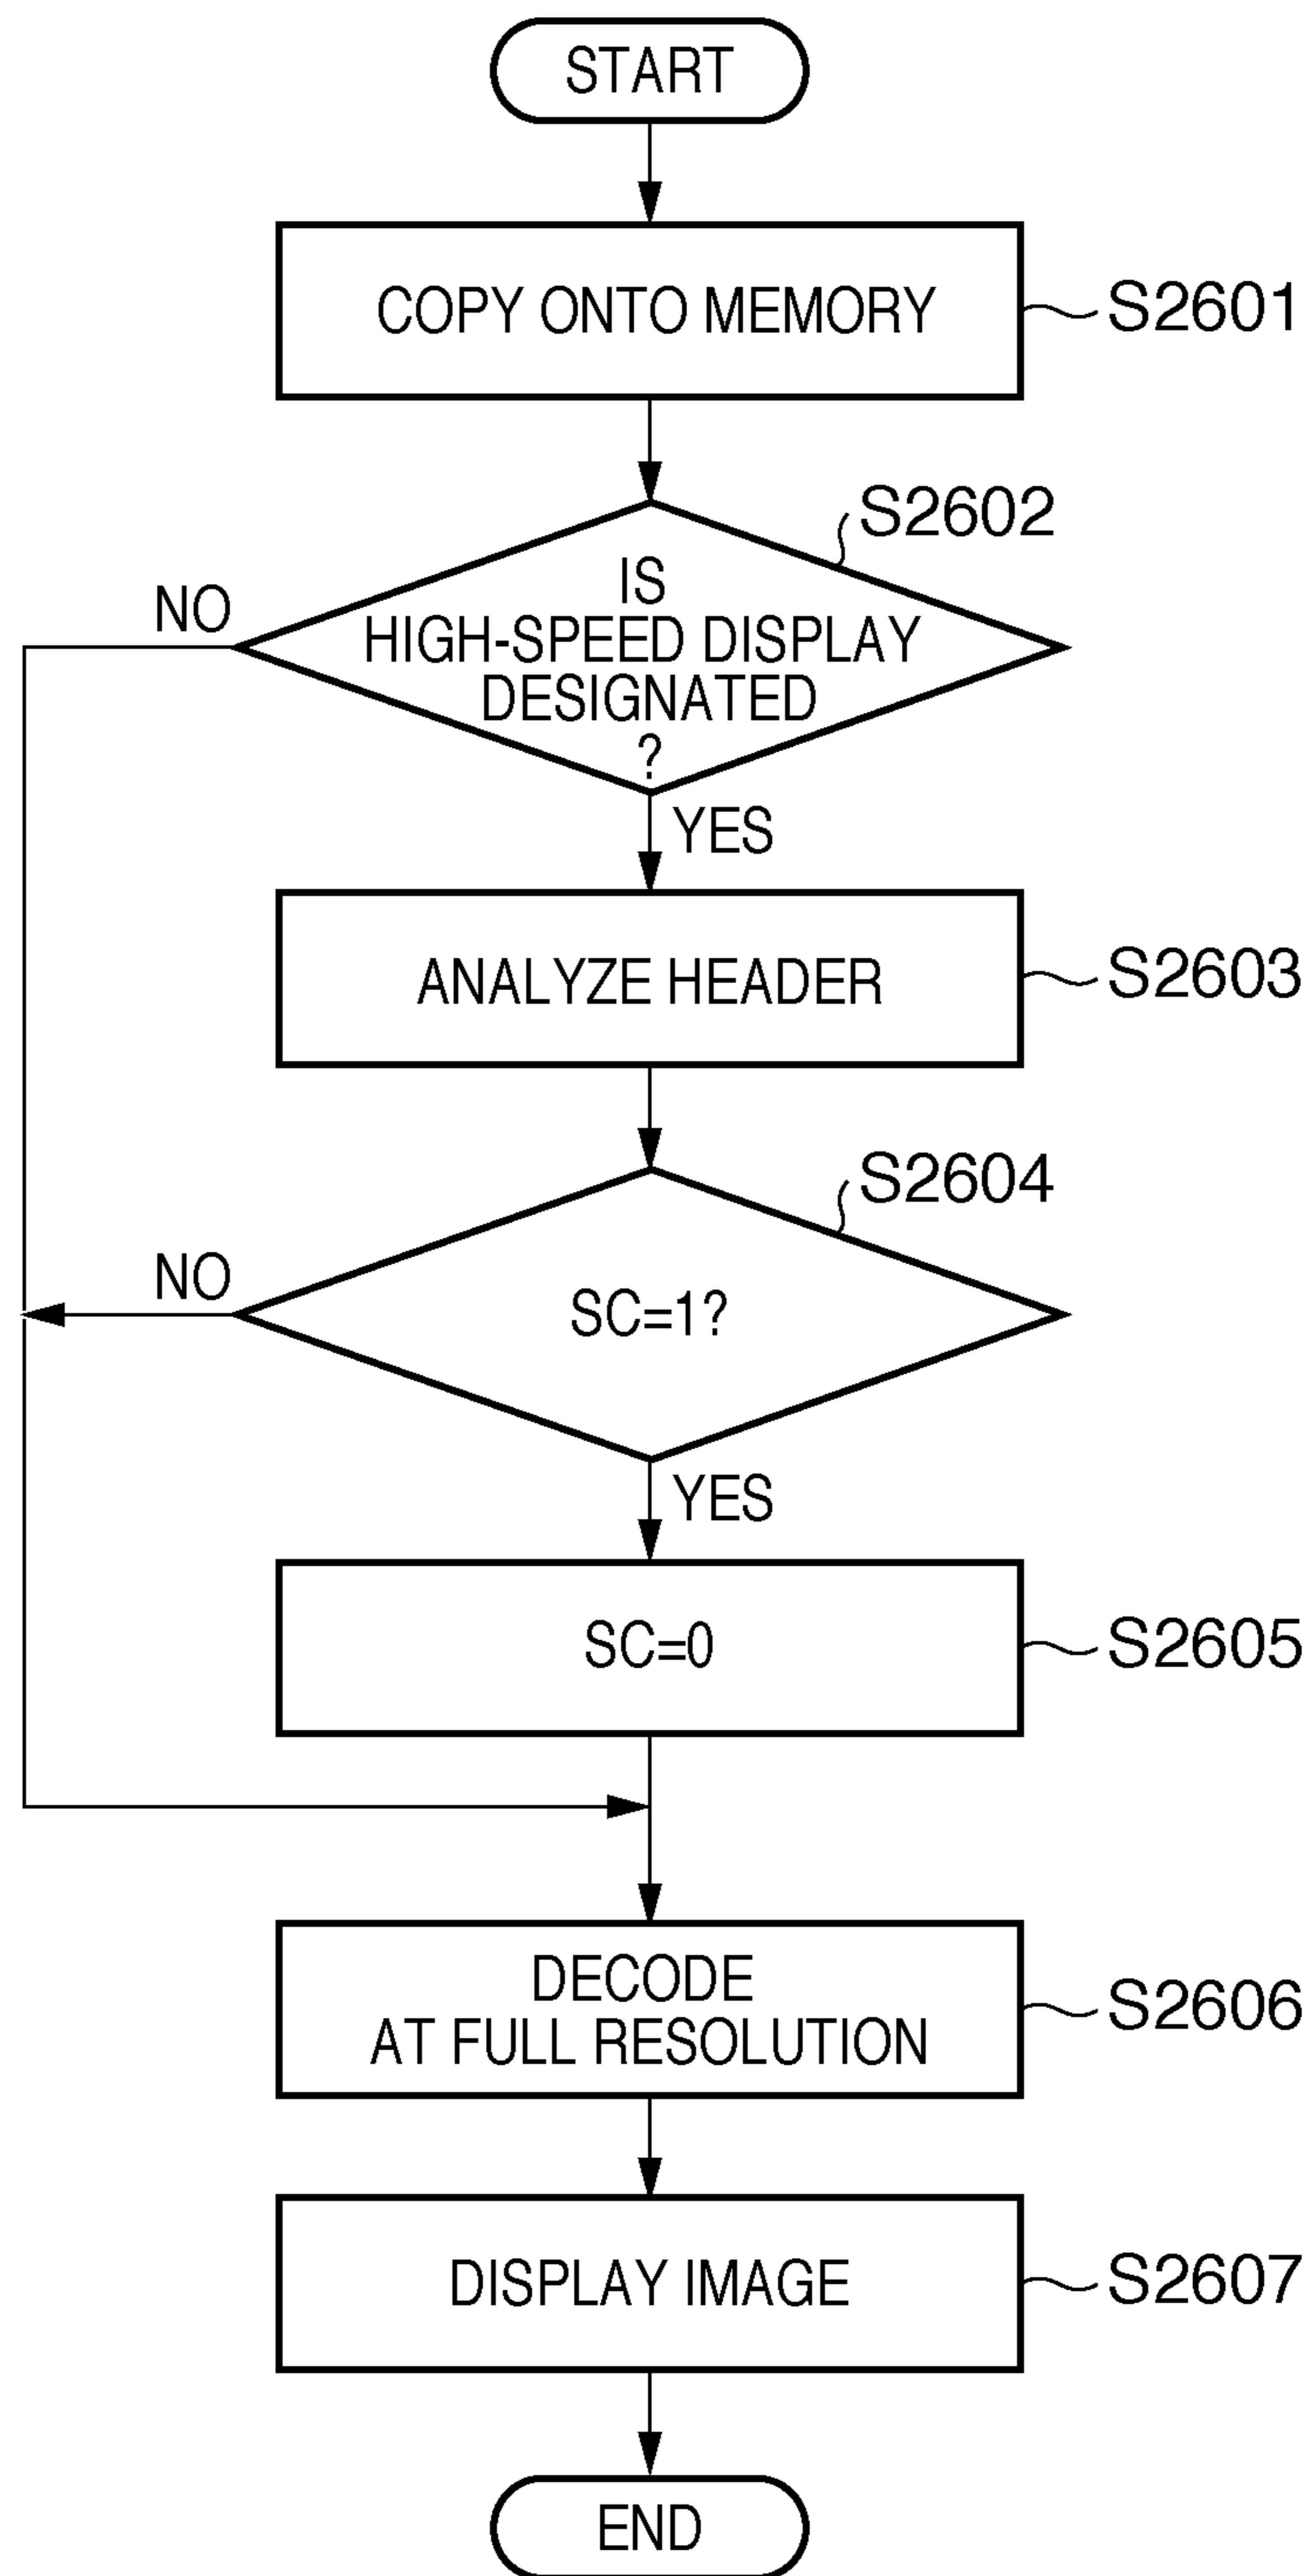 START
COPY ONTO MEMORY
S2601
S2602
IS
HIGH-SPEED DISPLAY
DESIGNATED
?
NO
YES
ANALYZE HEADER
S2603
S2604
SC=1?
NO
YES
SC=0
S2605
DECODE
AT FULL RESOLUTION
S2606
DISPLAY IMAGE
S2607
END